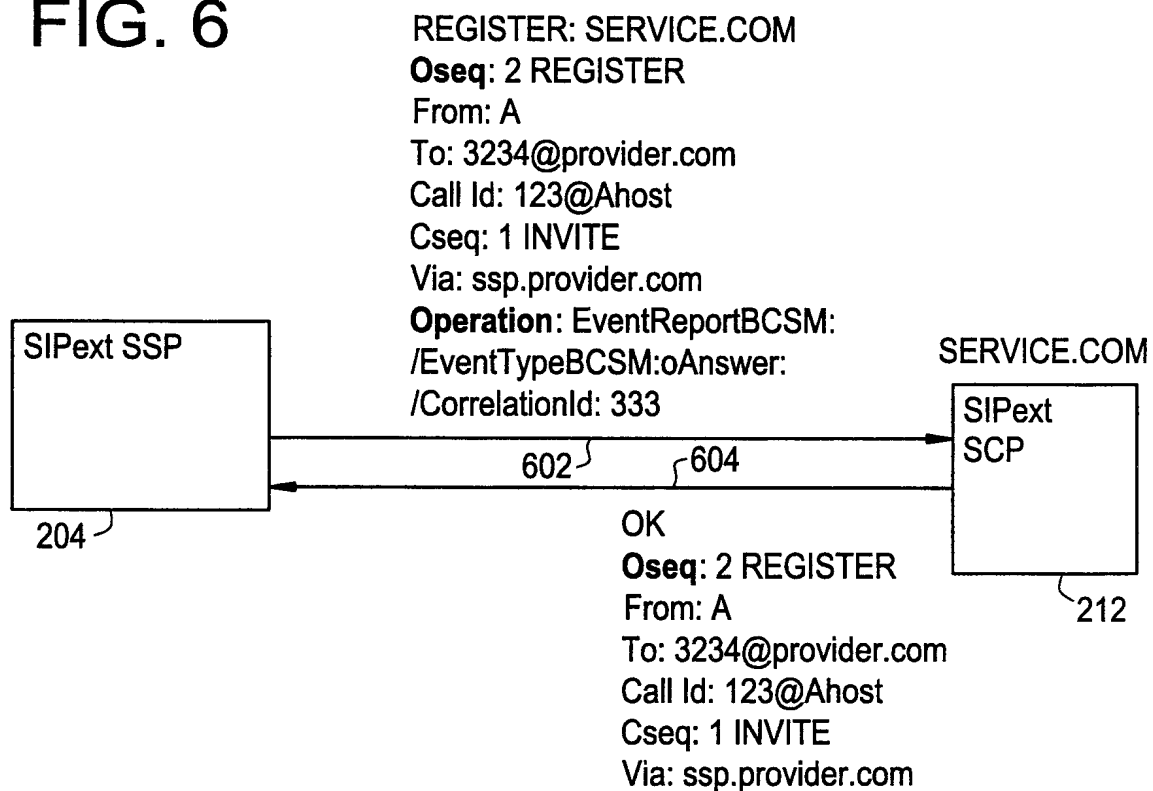 FIG. 6
REGISTER: SERVICE.COM
Oseq: 2 REGISTER
From: A
To: 3234@provider.com
Call Id: 123@Ahost
Cseq: 1 INVITE
Via: ssp.provider.com
Operation: EventReportBCSM:
/EventTypeBCSM:oAnswer:
/CorrelationId: 333
SIPext SSP
204
SERVICE.COM
SIPext
SCP
212
602
604
OK
Oseq: 2 REGISTER
From: A
To: 3234@provider.com
Call Id: 123@Ahost
Cseq: 1 INVITE
Via: ssp.provider.com